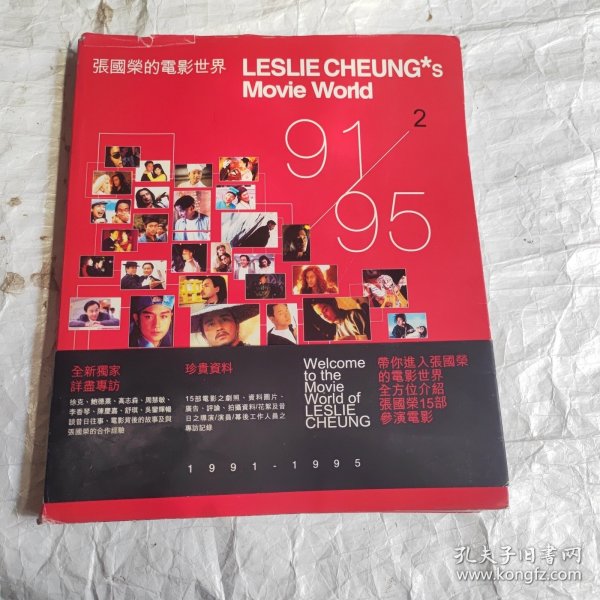 張國榮的電影世界
LESLIE CHEUNG*s
Movie World
2
91/95
全新獨家
詳盡專訪
徐克、鮑德熹、高志森、周慧敏、
李香琴、陳慶嘉、舒琪、吳鎏輝暢
談昔日往事、電影背後的故事及與
張國榮的合作經驗
珍貴資料
15部電影之劇照、資料圖片、
廣告、評論、拍攝資料/花絮及昔
日之導演/演員/幕後工作人員之
專訪記錄
Welcome
to the
Movie
World of
LESLIE
CHEUNG
帶你進入張國榮
的電影世界
全方位介紹
張國榮15部
參演電影
1991-1995
孔夫子旧书网
www.kongfz.com